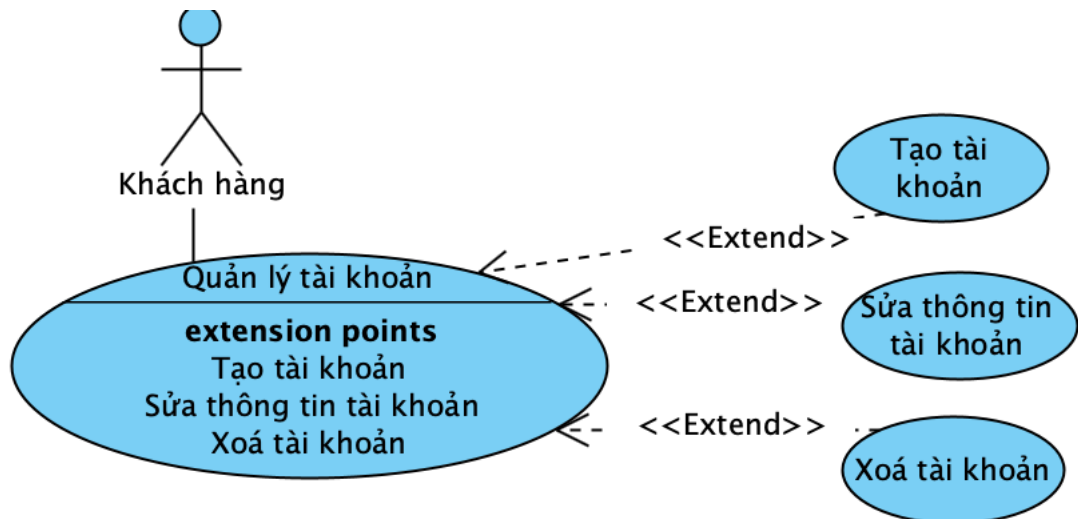 Khách hàng
Quản lý tài khoản
extension points
Tạo tài khoản
Sửa thông tin tài khoản
Xoá tài khoản
<<Extend>>
<<Extend>>
<<Extend>>
Tạo tài
khoản
Sửa thông tin
tài khoản
Xoá tài khoản